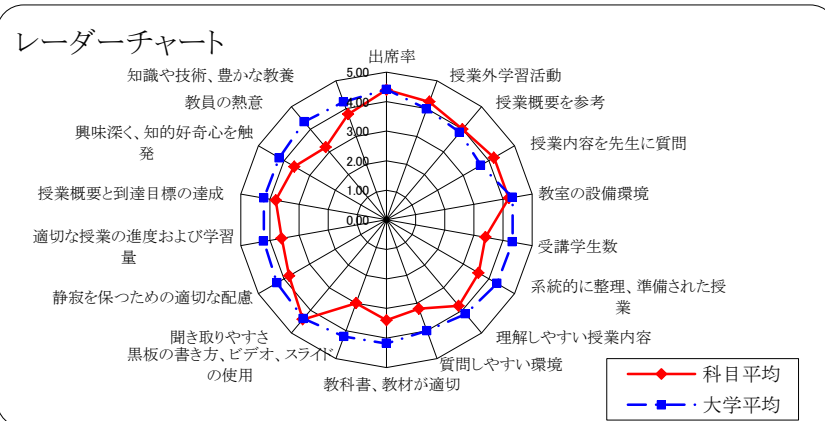 レーダーチャート
出席率
授業外学習活動
授業概要を参考
授業内容を先生に質問
教室の設備環境
受講学生数
系統的に整理、準備された授
業
理解しやすい授業内容
質問しやすい環境
教科書、教材が適切
黒板の書き方、ビデオ、スライド
の使用
聞き取りやすさ
静寂を保つための適切な配慮
適切な授業の進度および学習
量
授業概要と到達目標の達成
興味深く、知的好奇心を触
発
教員の熱意
知識や技術、豊かな教養
5.00
4.00
3.00
2.00
1.00
0.00
科目平均
大学平均